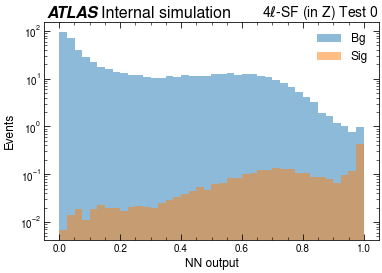 ATLAS Internal simulation 4ℓ-SF (in Z) Test 0
Bg
Sig
Events
10²
10¹
10⁰
10⁻¹
10⁻²
0.0 0.2 0.4 0.6 0.8 1.0
NN output